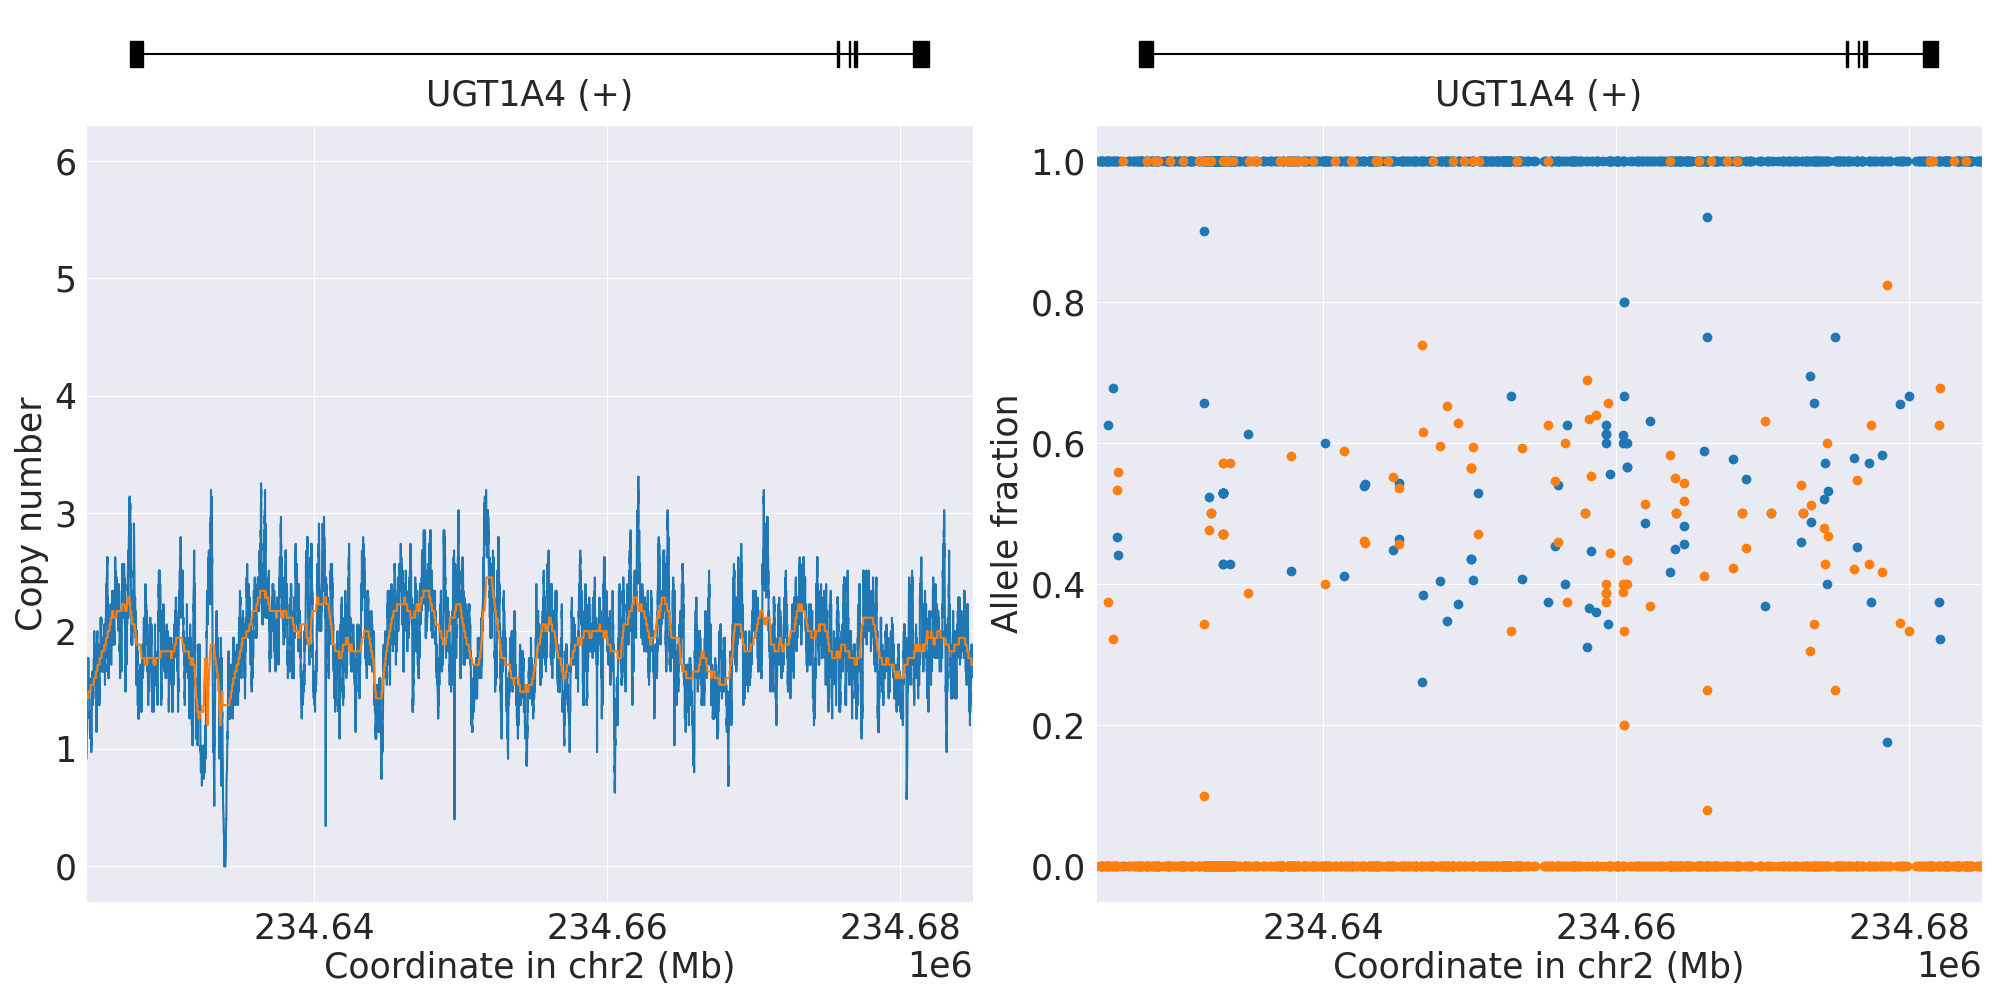 UGT1A4 (+)
Copy number
6
5
4
3
2
1
0
234.64 234.66 234.68
Coordinate in chr2 (Mb) 1e6
UGT1A4 (+)
Allele fraction
1.0
0.8
0.6
0.4
0.2
0.0
234.64 234.66 234.68
Coordinate in chr2 (Mb) 1e6